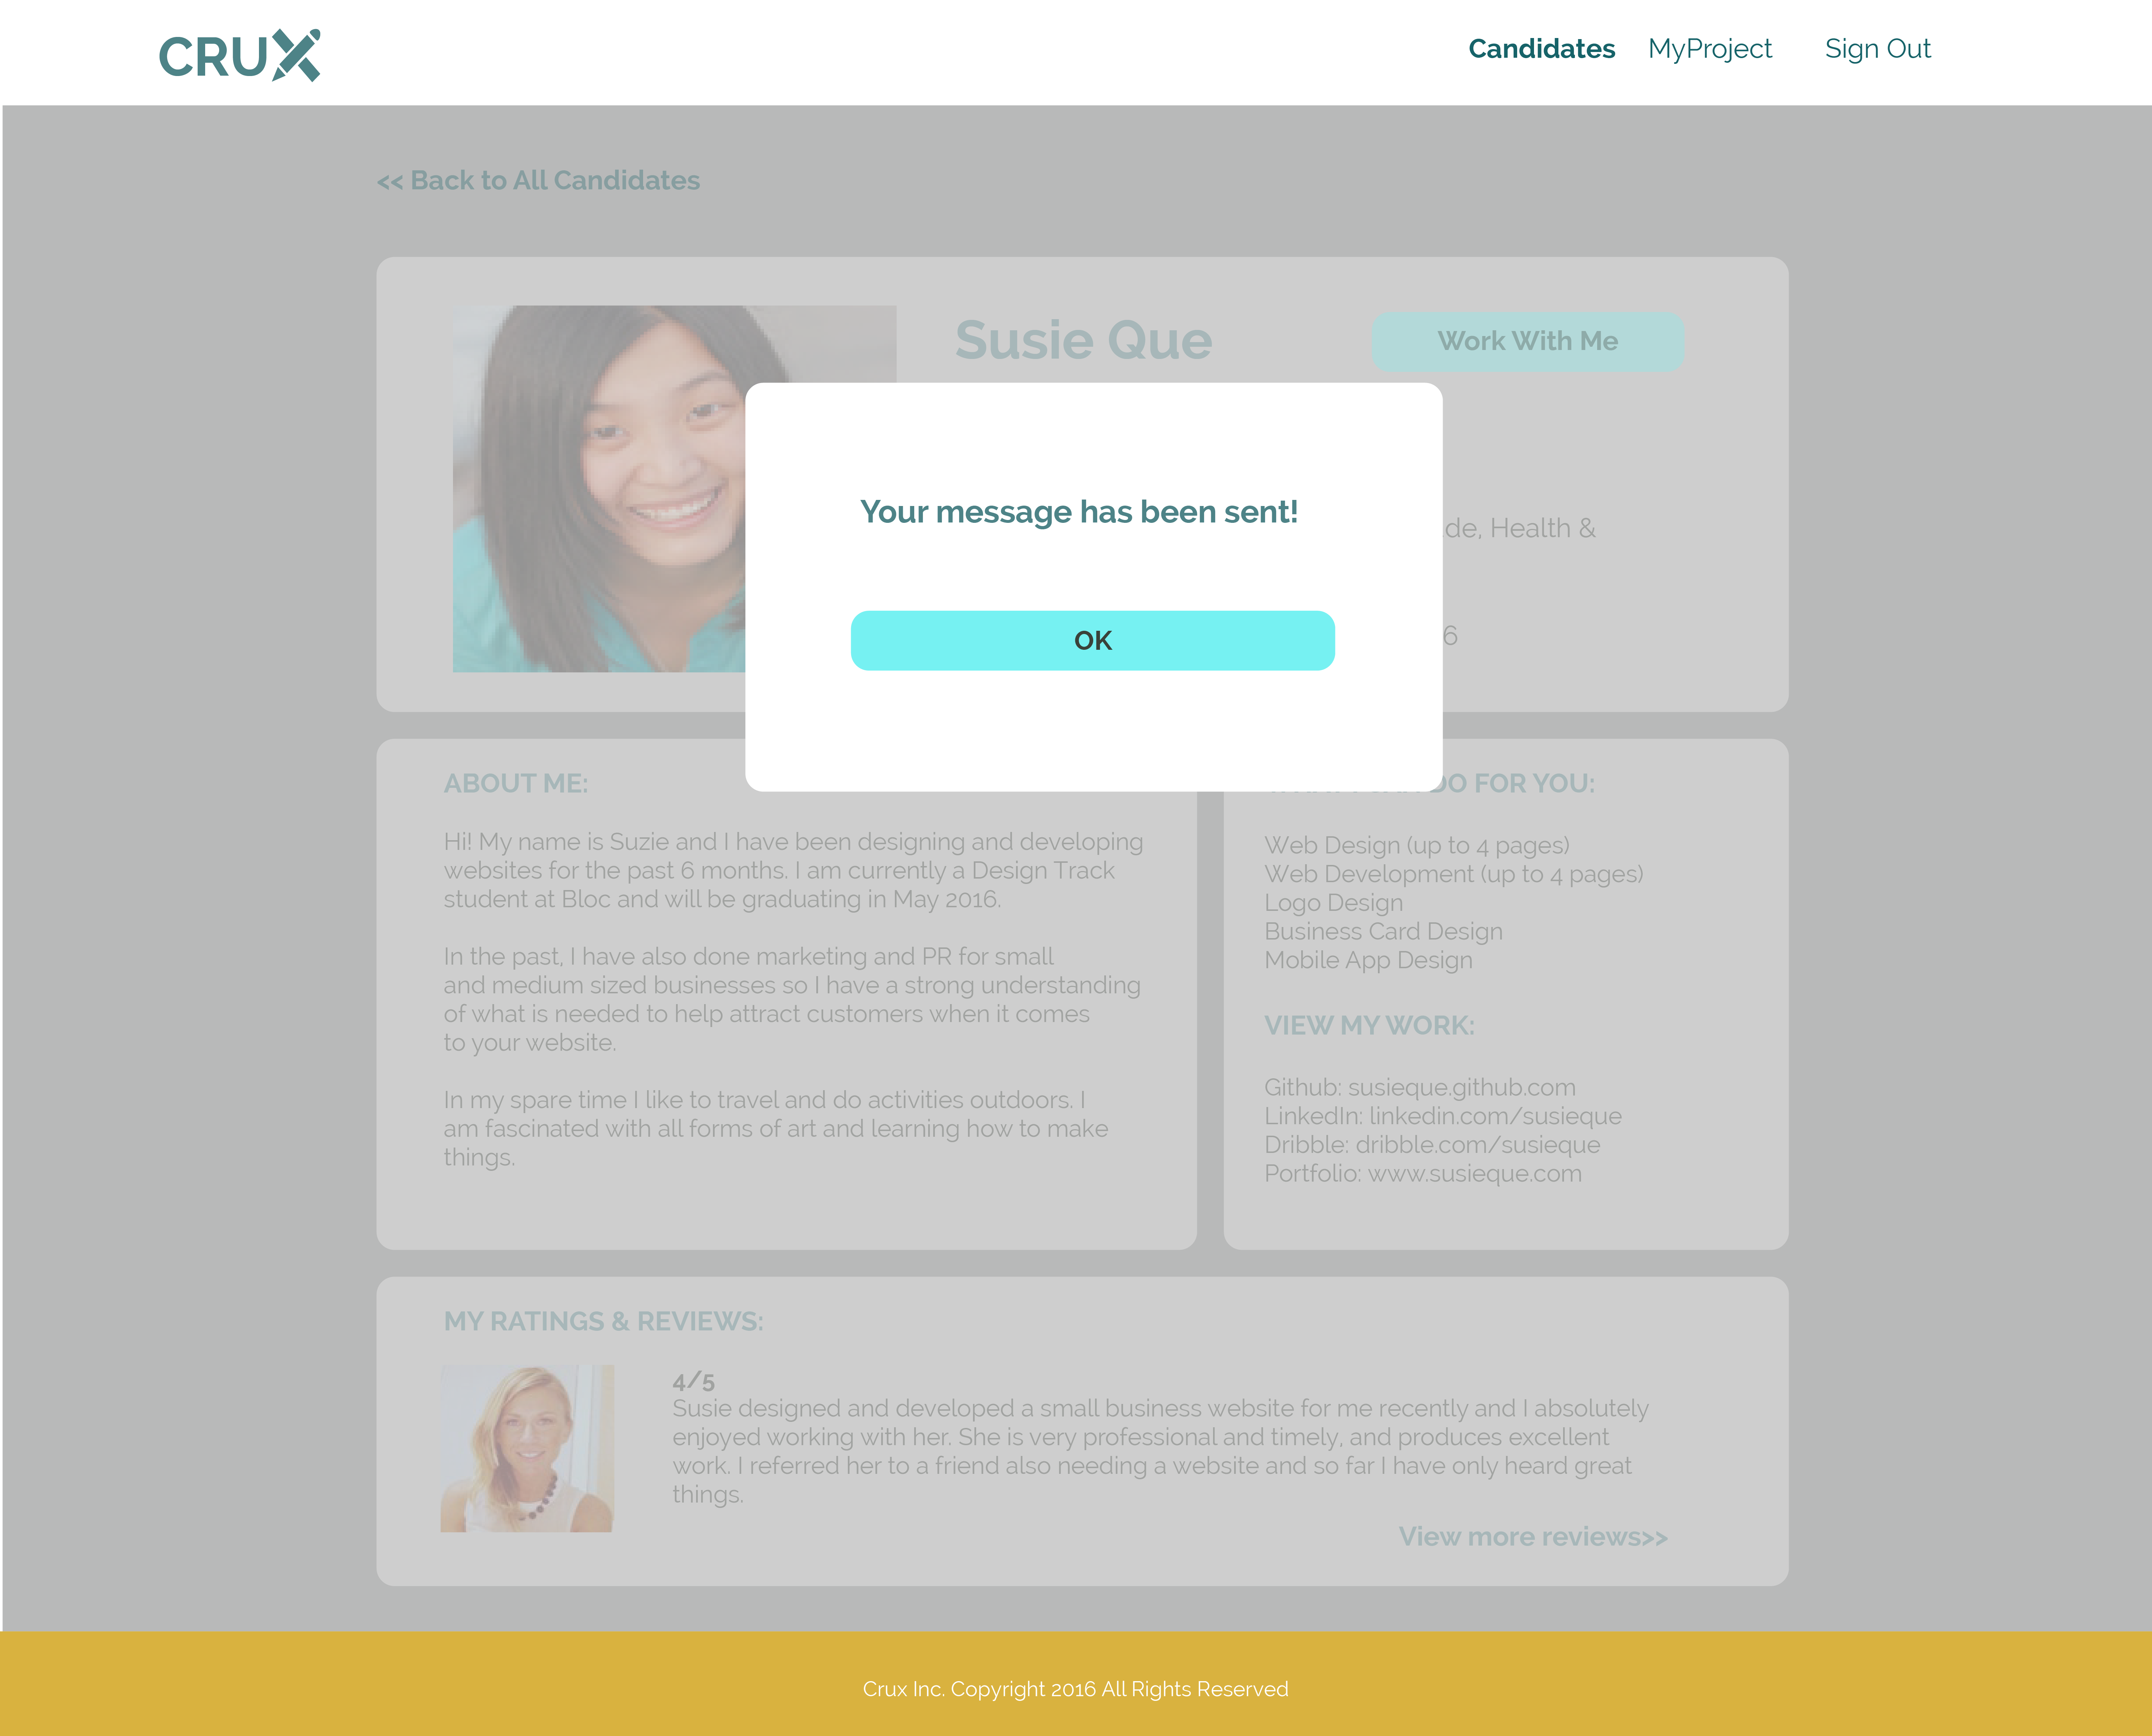 CRUX
Candidates MyProject Sign Out
<< Back to All Candidates
Susie Que
Work With Me
Health &
Your message has been sent!
OK
ABOUT ME:
Hi! My name is Suzie and I have been designing and developing
websites for the past 6 months. I am currently a Design Track
student at Bloc and will be graduating in May 2016.
In the past, I have also done marketing and PR for small
and medium sized businesses so I have a strong understanding
of what is needed to help attract customers when it comes
to your website.
In my spare time I like to travel and do activities outdoors. I
am fascinated with all forms of art and learning how to make
things.
DO FOR YOU:
Web Design (up to 4 pages)
Web Development (up to 4 pages)
Logo Design
Business Card Design
Mobile App Design
VIEW MY WORK:
Github: susieque.github.com
LinkedIn: linkedin.com/susieque
Dribble: dribble.com/susieque
Portfolio: www.susieque.com
MY RATINGS & REVIEWS:
4/5
Susie designed and developed a small business website for me recently and I absolutely
enjoyed working with her. She is very professional and timely, and produces excellent
work. I referred her to a friend also needing a website and so far I have only heard great
things.
View more reviews>>
Crux Inc. Copyright 2016 All Rights Reserved